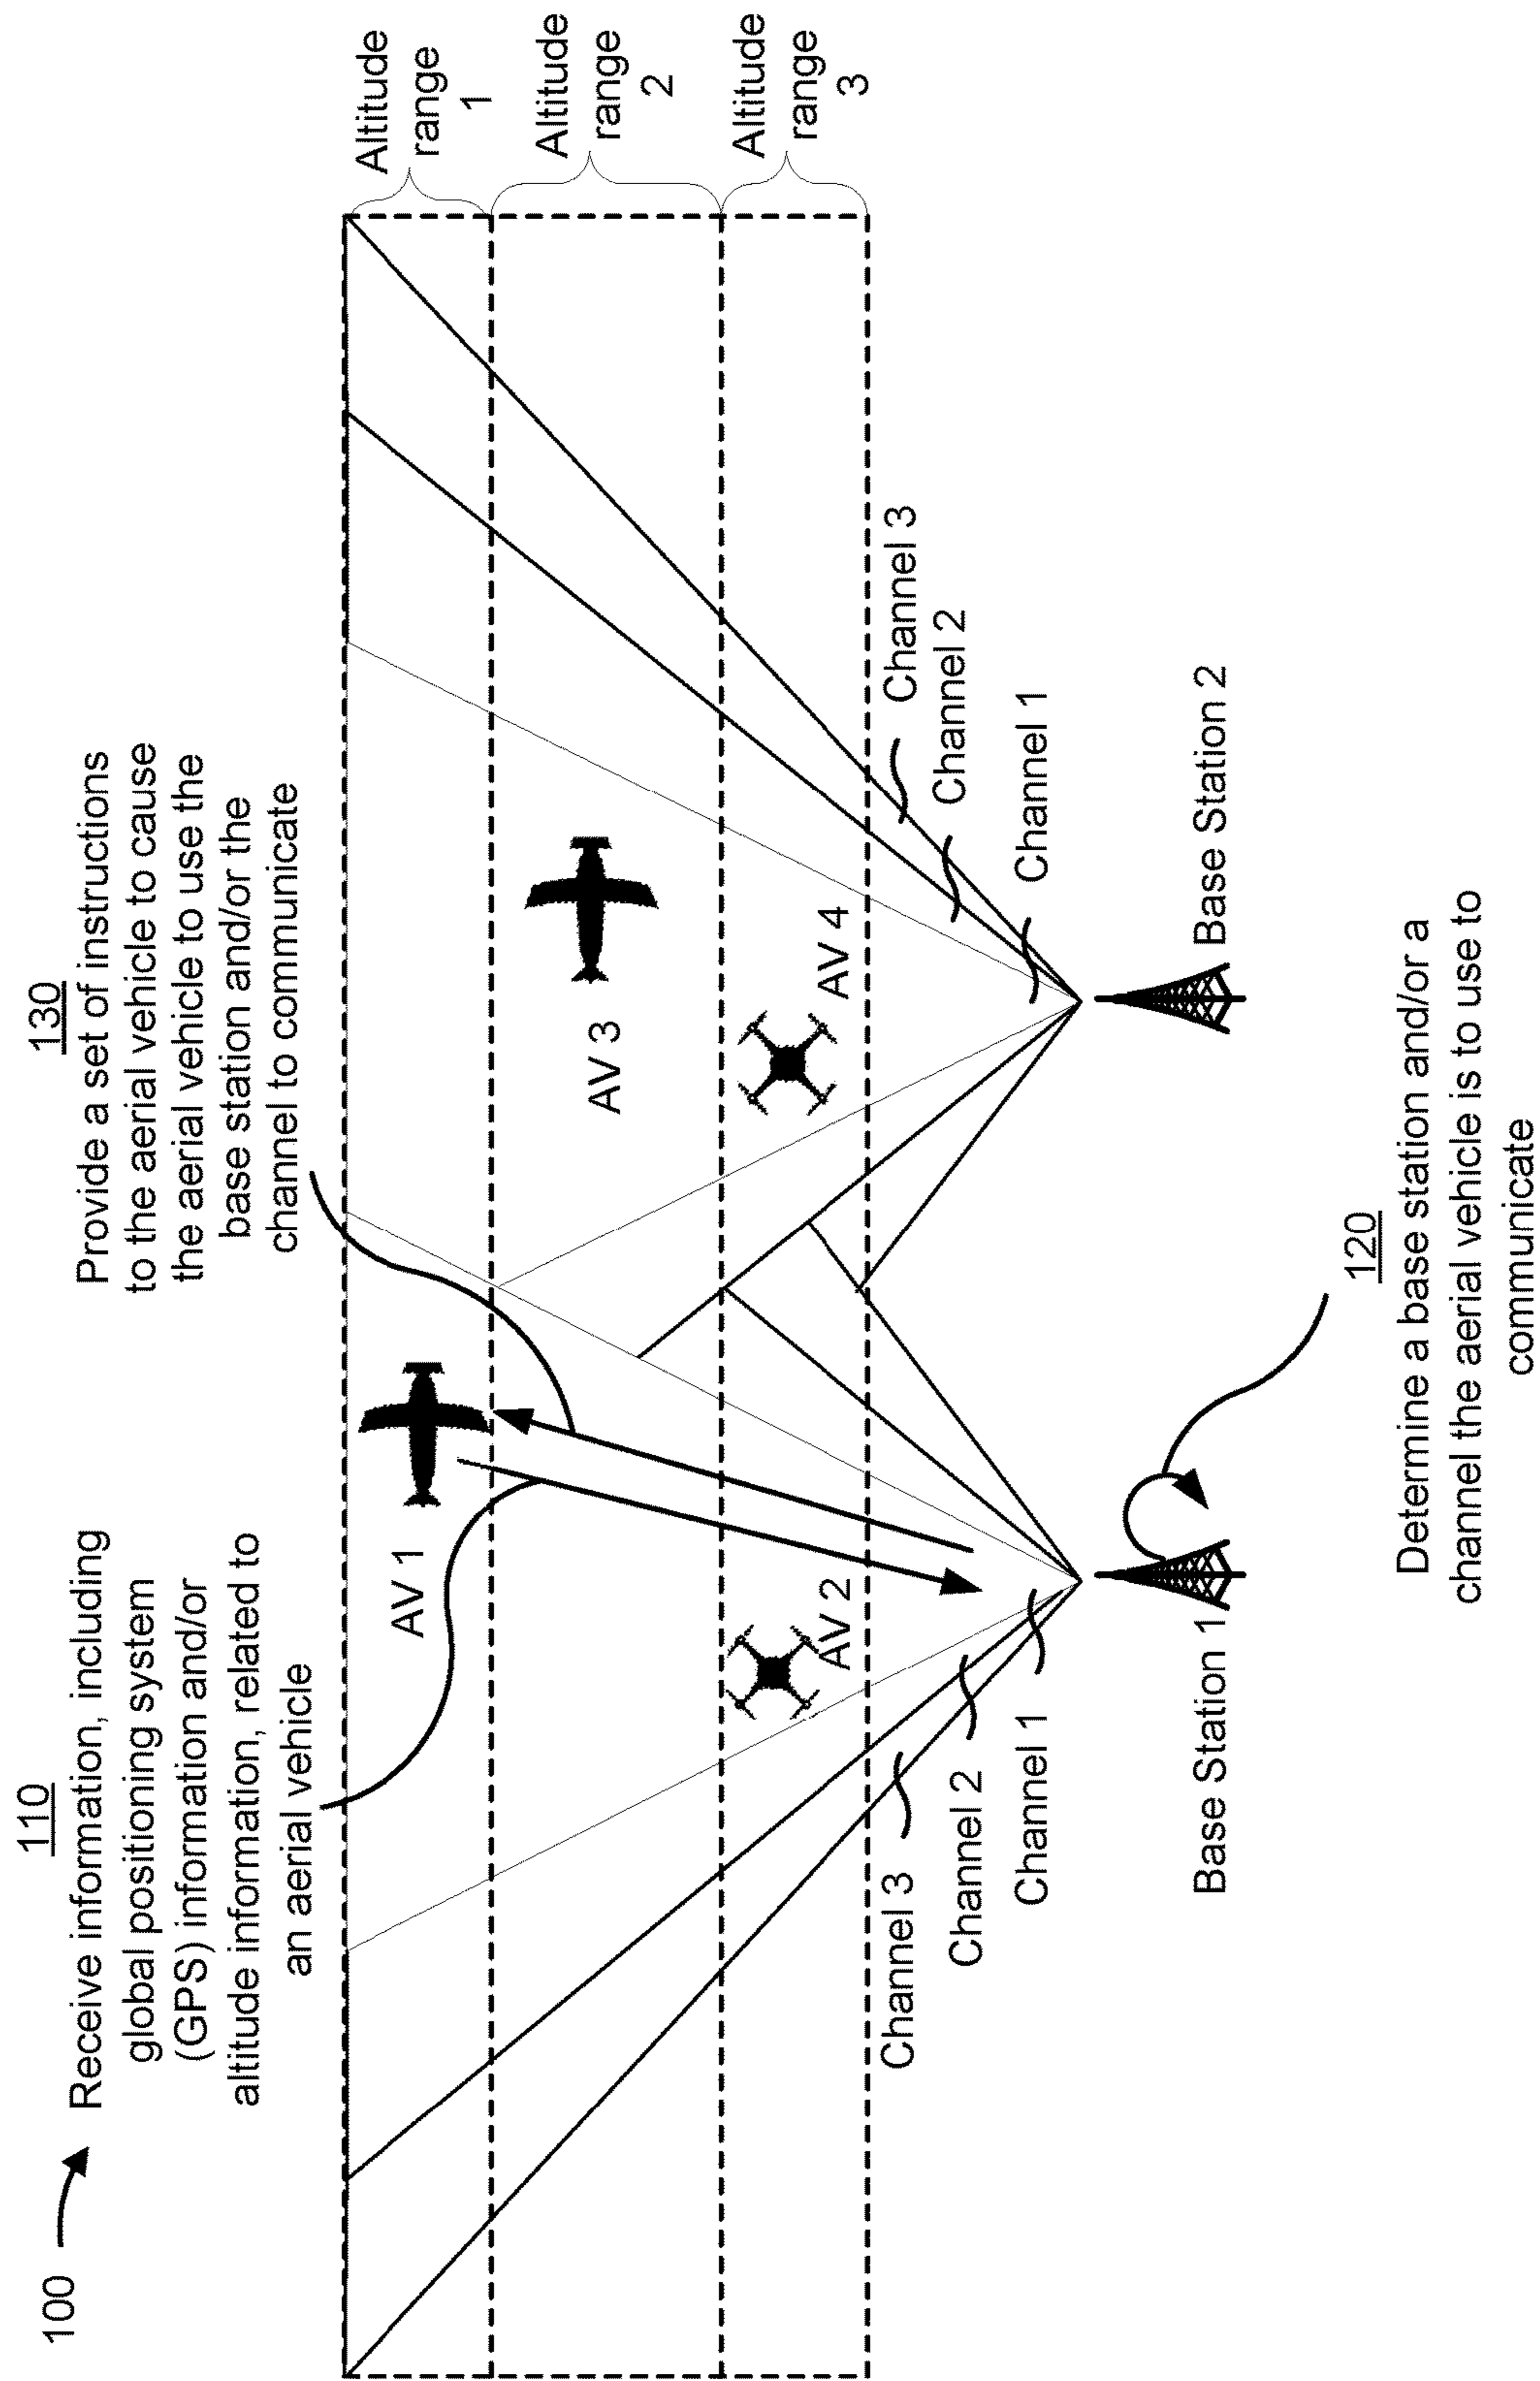 100
110
Receive information, including
global positioning system
(GPS) information and/or
altitude information, related to
an aerial vehicle
130
Provide a set of instructions
to the aerial vehicle to cause
the aerial vehicle to use the
base station and/or the
channel to communicate
Altitude
range
1
Altitude
range
2
Altitude
range
3
AV 1
AV 2
AV 3
AV 4
Channel 3
Channel 2
Channel 1
Channel 3
Channel 2
Channel 1
Base Station 1
Base Station 2
120
Determine a base station and/or a
channel the aerial vehicle is to use to
communicate